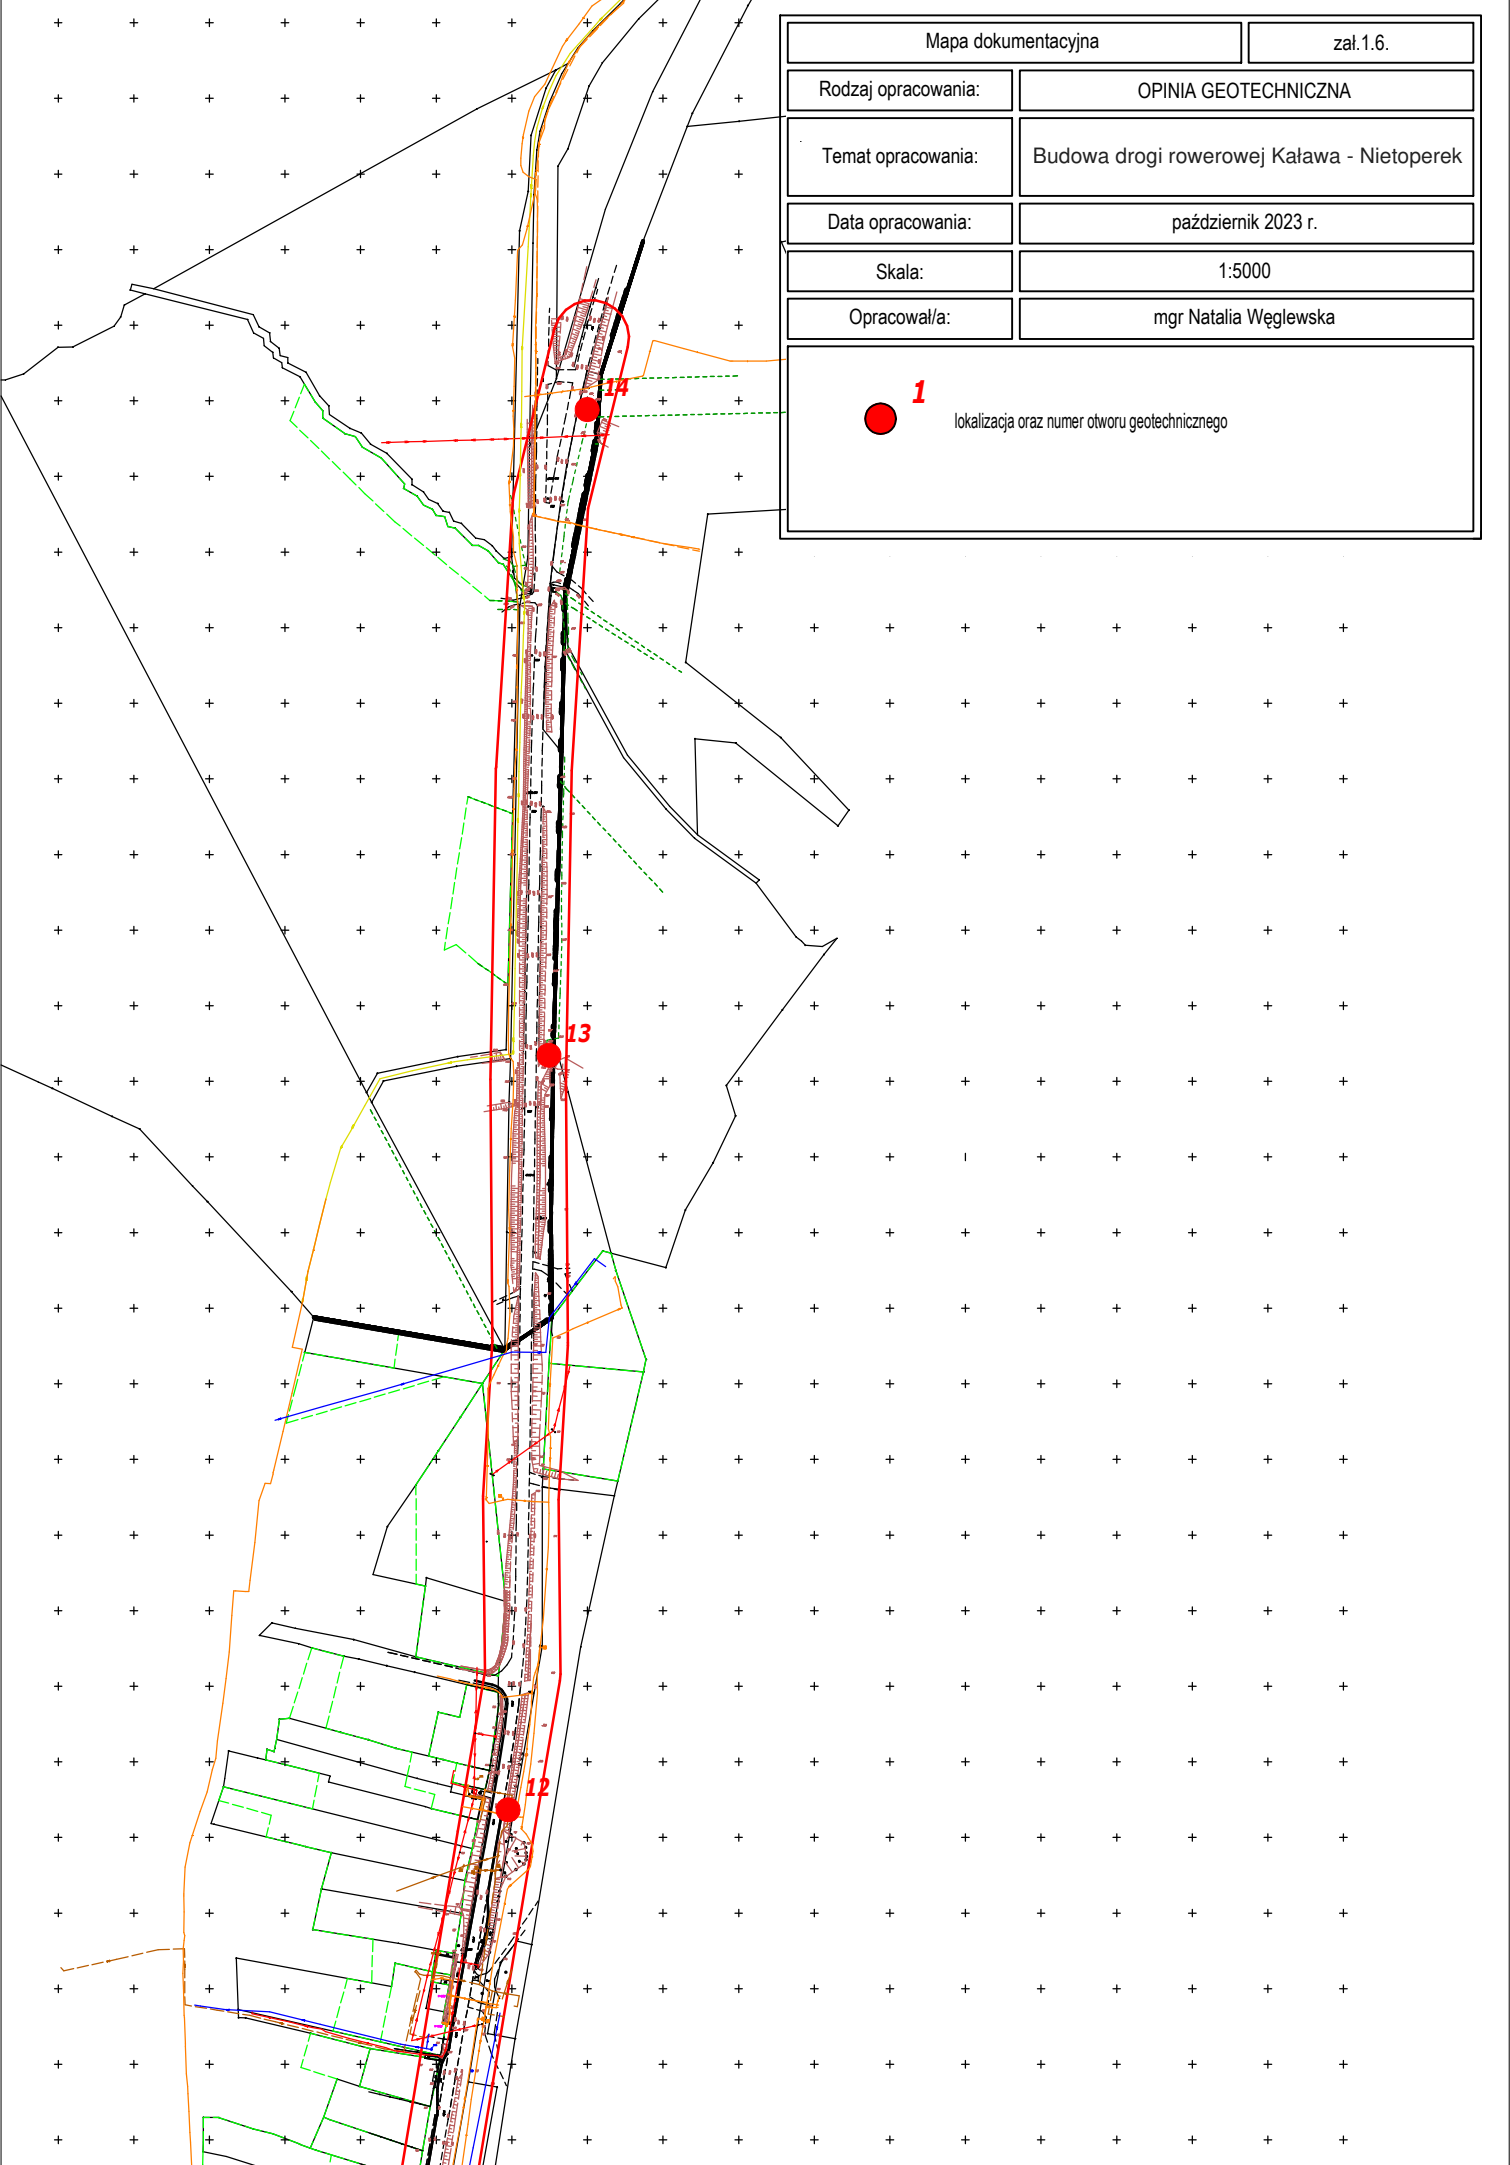 Mapa dokumentacyjna
zał.1.6.
Rodzaj opracowania:
OPINIA GEOTECHNICZNA
Temat opracowania:
Budowa drogi rowerowej Kaława - Nietoperek
Data opracowania:
październik 2023 r.
Skala:
1:5000
Opracował/a:
mgr Natalia Węglewska
1
lokalizacja oraz numer otworu geotechnicznego
14
13
12